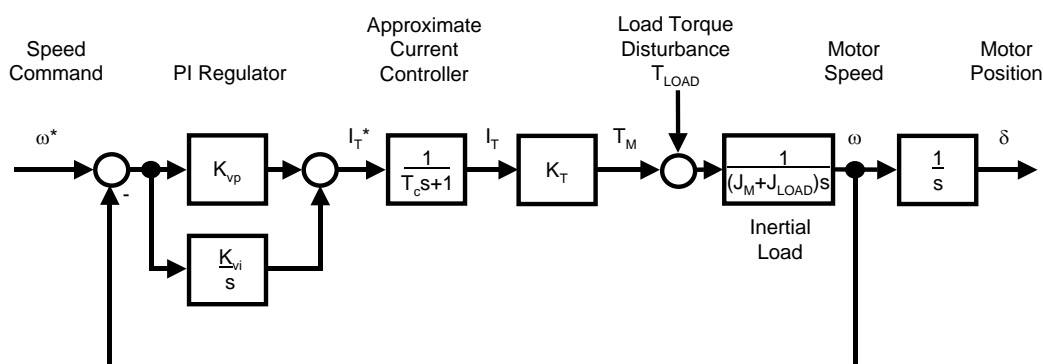 Speed
Command
PI Regulator
Approximate
Current
Controller
Load Torque
Disturbance
T_LOAD
Motor
Speed
Motor
Position
ω*
K_vp
I_T*
1
T_c s+1
I_T
K_T
T_M
1
(J_M+J_LOAD)s
ω
1
s
δ
-
K_vi
s
Inertial
Load